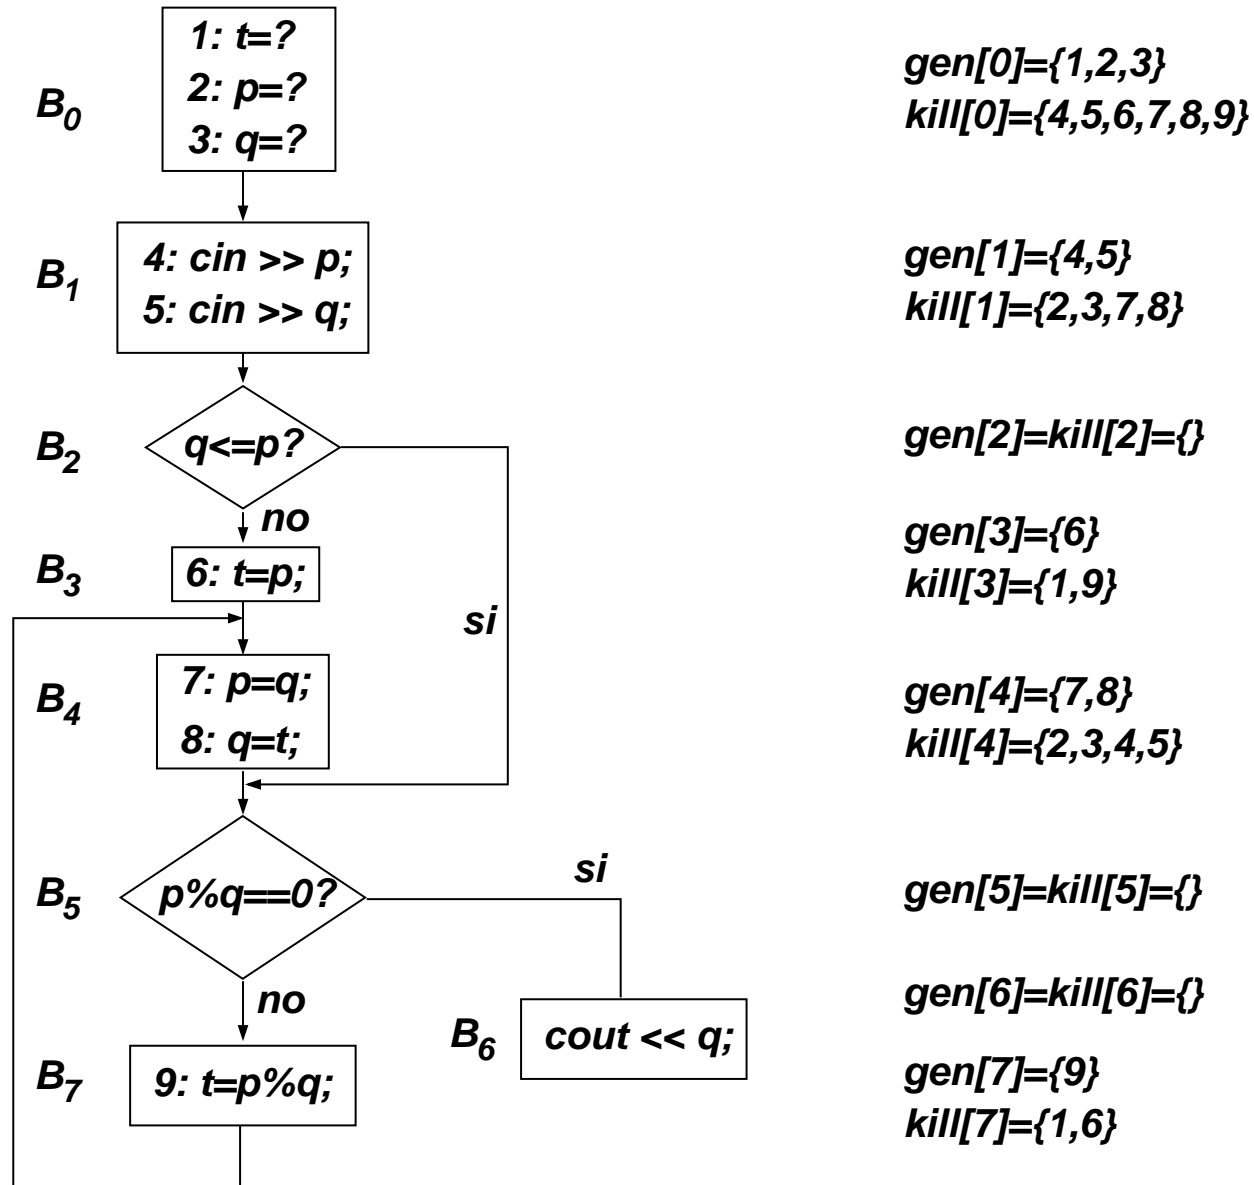 1: t=?
2: p=?
3: q=?
B0
gen[0]={1,2,3}
kill[0]={4,5,6,7,8,9}
4: cin >> p;
5: cin >> q;
B1
gen[1]={4,5}
kill[1]={2,3,7,8}
B2
q<=p?
gen[2]=kill[2]={}
no
B3
6: t=p;
gen[3]={6}
kill[3]={1,9}
si
B4
7: p=q;
8: q=t;
gen[4]={7,8}
kill[4]={2,3,4,5}
B5
p%q==0?
si
gen[5]=kill[5]={}
no
B6
cout << q;
gen[6]=kill[6]={}
B7
9: t=p%q;
gen[7]={9}
kill[7]={1,6}